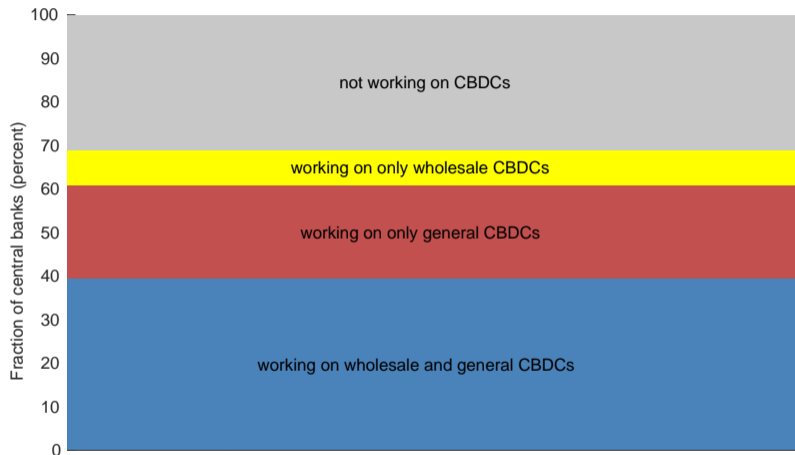 100
90
80
70
60
50
40
30
20
10
0
Fraction of central banks (percent)
not working on CBDCs
working on only wholesale CBDCs
working on only general CBDCs
working on wholesale and general CBDCs